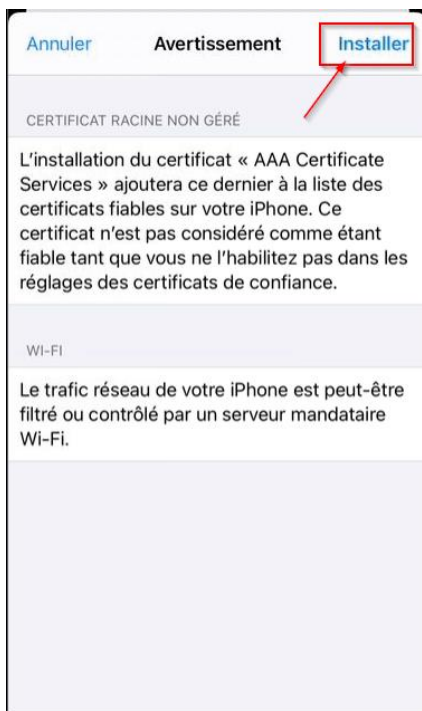 Annuler Avertissement Installer
CERTIFICAT RACINE NON GÉRÉ
L'installation du certificat « AAA Certificate
Services » ajoutera ce dernier à la liste des
certificats fiables sur votre iPhone. Ce
certificat n'est pas considéré comme étant
fiable tant que vous ne l'habilitez pas dans les
réglages des certificats de confiance.
WI-FI
Le trafic réseau de votre iPhone est peut-être
filtré ou contrôlé par un serveur mandataire
Wi-Fi.